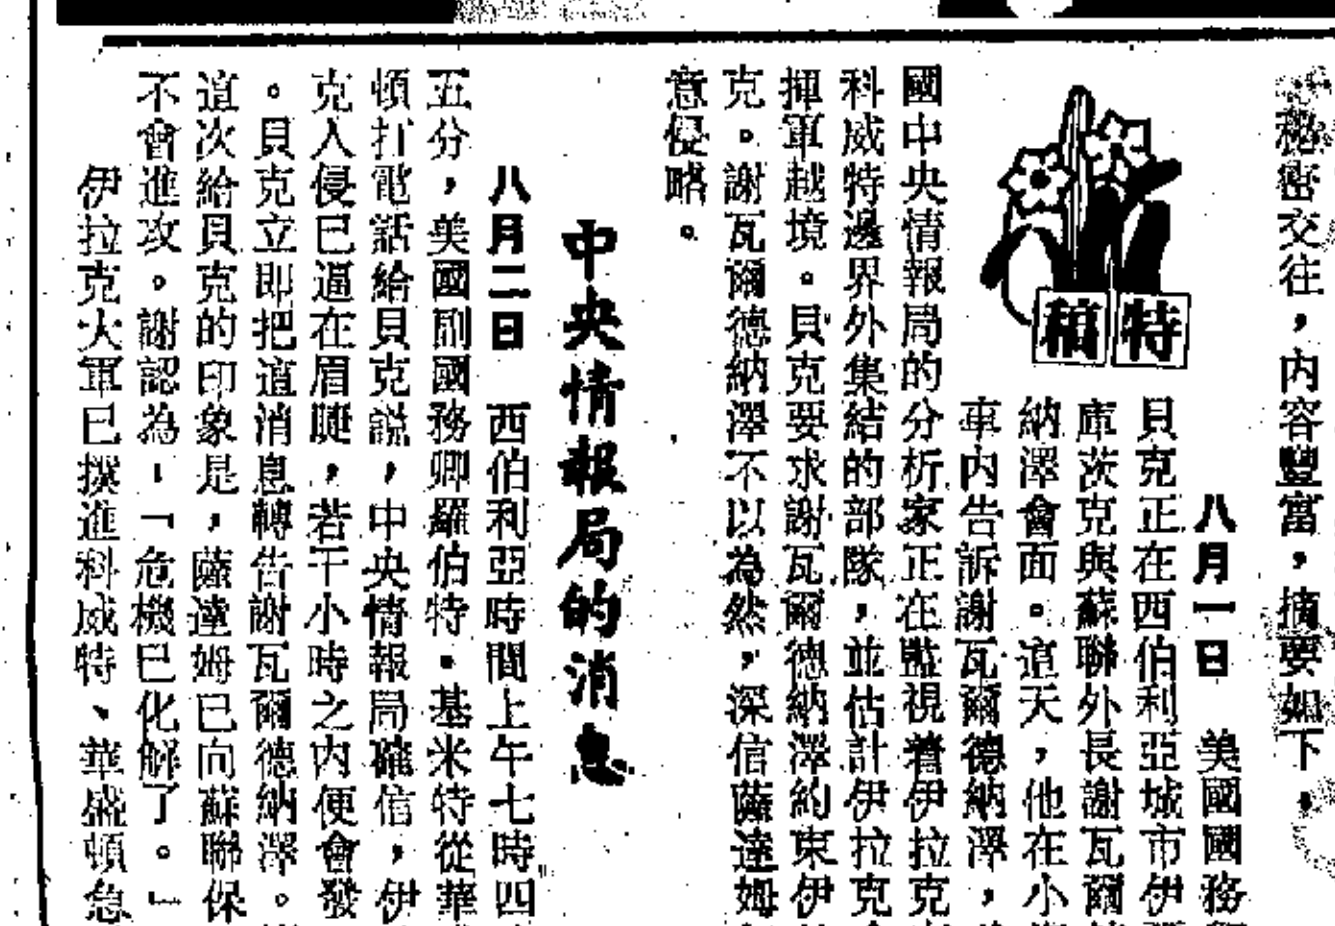 秘密交往，內容豐富，摘要如下，
特稿
八月一日　美國國務
貝克正在西伯利亞城市伊
庫茨克與蘇聯外長謝瓦爾
納澤會面。這天，他在小
車內告訴謝瓦爾德納澤，
國中央情報局的分析家正在監視着伊拉克
科威特邊界外集結的部隊，並估計伊拉克
揮軍越境。貝克要求謝瓦爾德納澤約束伊
克。謝瓦爾德納澤不以為然，深信薩達姆
意侵略。
中央情報局的消息
八月二日　西伯利亞時間上午七時四
五分，美國副國務卿羅伯特。基米特從華
頓打電話給貝克說，中央情報局確信，伊
克入侵已逼在眉睫，若干小時之內便會發
。貝克立即把這消息轉告謝瓦爾德納澤。
這次給貝克的印象是，薩達姆已向蘇聯保
不會進攻。謝認為：「危機已化解了。」
伊拉克大軍已撲進科威特、華盛頓急